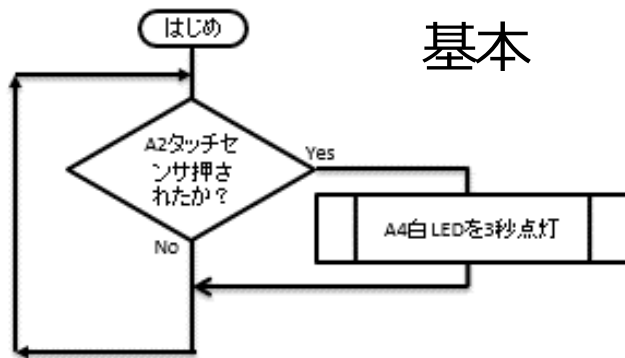 はじめ
基本
A2タッチセ
ンサ押さ
れたか？
Yes
A4白LEDを3秒点灯
No